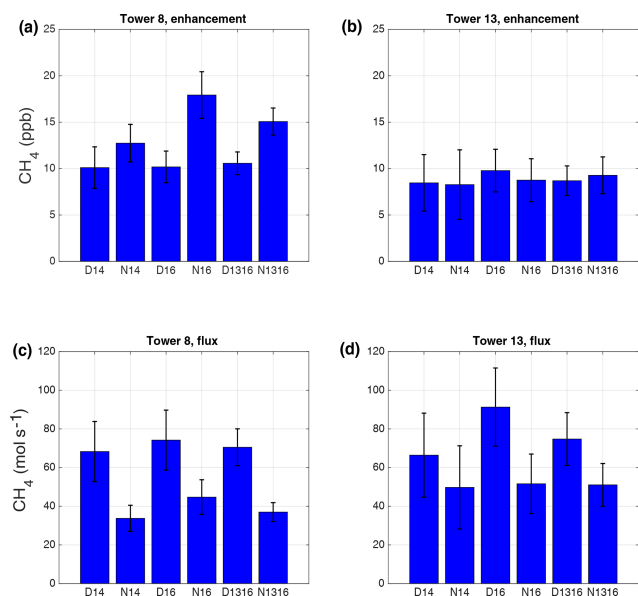 (a) Tower 8, enhancement
25
20
15
10
5
0
CH4 (ppb)
D14 N14 D16 N16 D1316 N1316
(b) Tower 13, enhancement
25
20
15
10
5
0
D14 N14 D16 N16 D1316 N1316
(c) Tower 8, flux
120
100
80
60
40
20
0
CH4 (mol s-1)
D14 N14 D16 N16 D1316 N1316
(d) Tower 13, flux
120
100
80
60
40
20
0
D14 N14 D16 N16 D1316 N1316